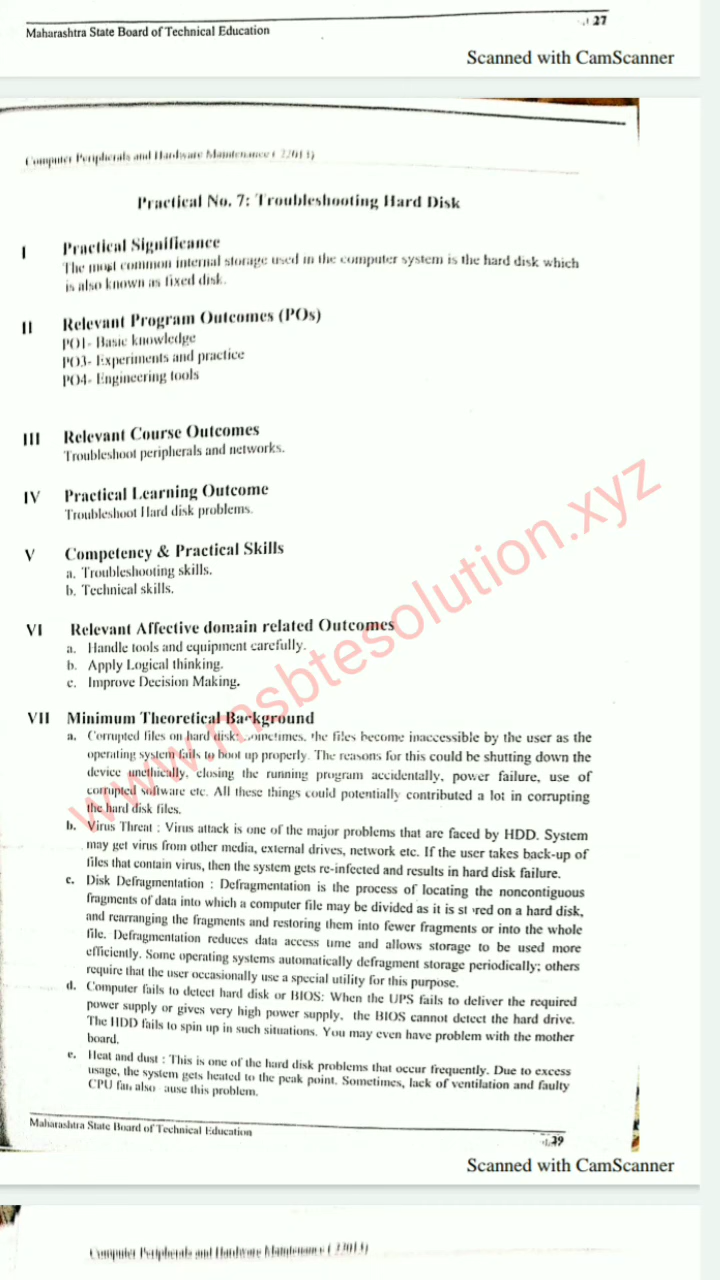 27
Maharashtra State Board of Technical Education
Scanned with CamScanner
Computer Peripherals and Hardware Maintenance (22013)
Practical No. 7: Troubleshooting Hard Disk
I Practical Significance
The most common internal storage used in the computer system is the hard disk which
is also known as fixed disk.
II Relevant Program Outcomes (POs)
PO1- Basic knowledge
PO3- Experiments and practice
PO4- Engineering tools
III Relevant Course Outcomes
Troubleshoot peripherals and networks.
IV Practical Learning Outcome
Troubleshoot Hard disk problems.
V Competency & Practical Skills
a. Troubleshooting skills.
b. Technical skills.
VI Relevant Affective domain related Outcomes
a. Handle tools and equipment carefully.
b. Apply Logical thinking.
c. Improve Decision Making.
VII Minimum Theoretical Background
a. Corrupted files on hard disk: Sometimes, the files become inaccessible by the user as the
operating system fails to boot up properly. The reasons for this could be shutting down the
device unethically, closing the running program accidentally, power failure, use of
corrupted software etc. All these things could potentially contributed a lot in corrupting
the hard disk files.
b. Virus Threat : Virus attack is one of the major problems that are faced by HDD. System
may get virus from other media, external drives, network etc. If the user takes back-up of
files that contain virus, then the system gets re-infected and results in hard disk failure.
c. Disk Defragmentation : Defragmentation is the process of locating the noncontiguous
fragments of data into which a computer file may be divided as it is st red on a hard disk,
and rearranging the fragments and restoring them into fewer fragments or into the whole
file. Defragmentation reduces data access time and allows storage to be used more
efficiently. Some operating systems automatically defragment storage periodically; others
require that the user occasionally use a special utility for this purpose.
d. Computer fails to detect hard disk or BIOS: When the UPS fails to deliver the required
power supply or gives very high power supply, the BIOS cannot detect the hard drive.
The HDD fails to spin up in such situations. You may even have problem with the mother
board.
e. Heat and dust : This is one of the hard disk problems that occur frequently. Due to excess
usage, the system gets heated to the peak point. Sometimes, lack of ventilation and faulty
CPU fan also ause this problem.
www.msbtesolution.xyz
Maharashtra State Board of Technical Education
Scanned with CamScanner
Computer Peripherals and Hardware Maintenance